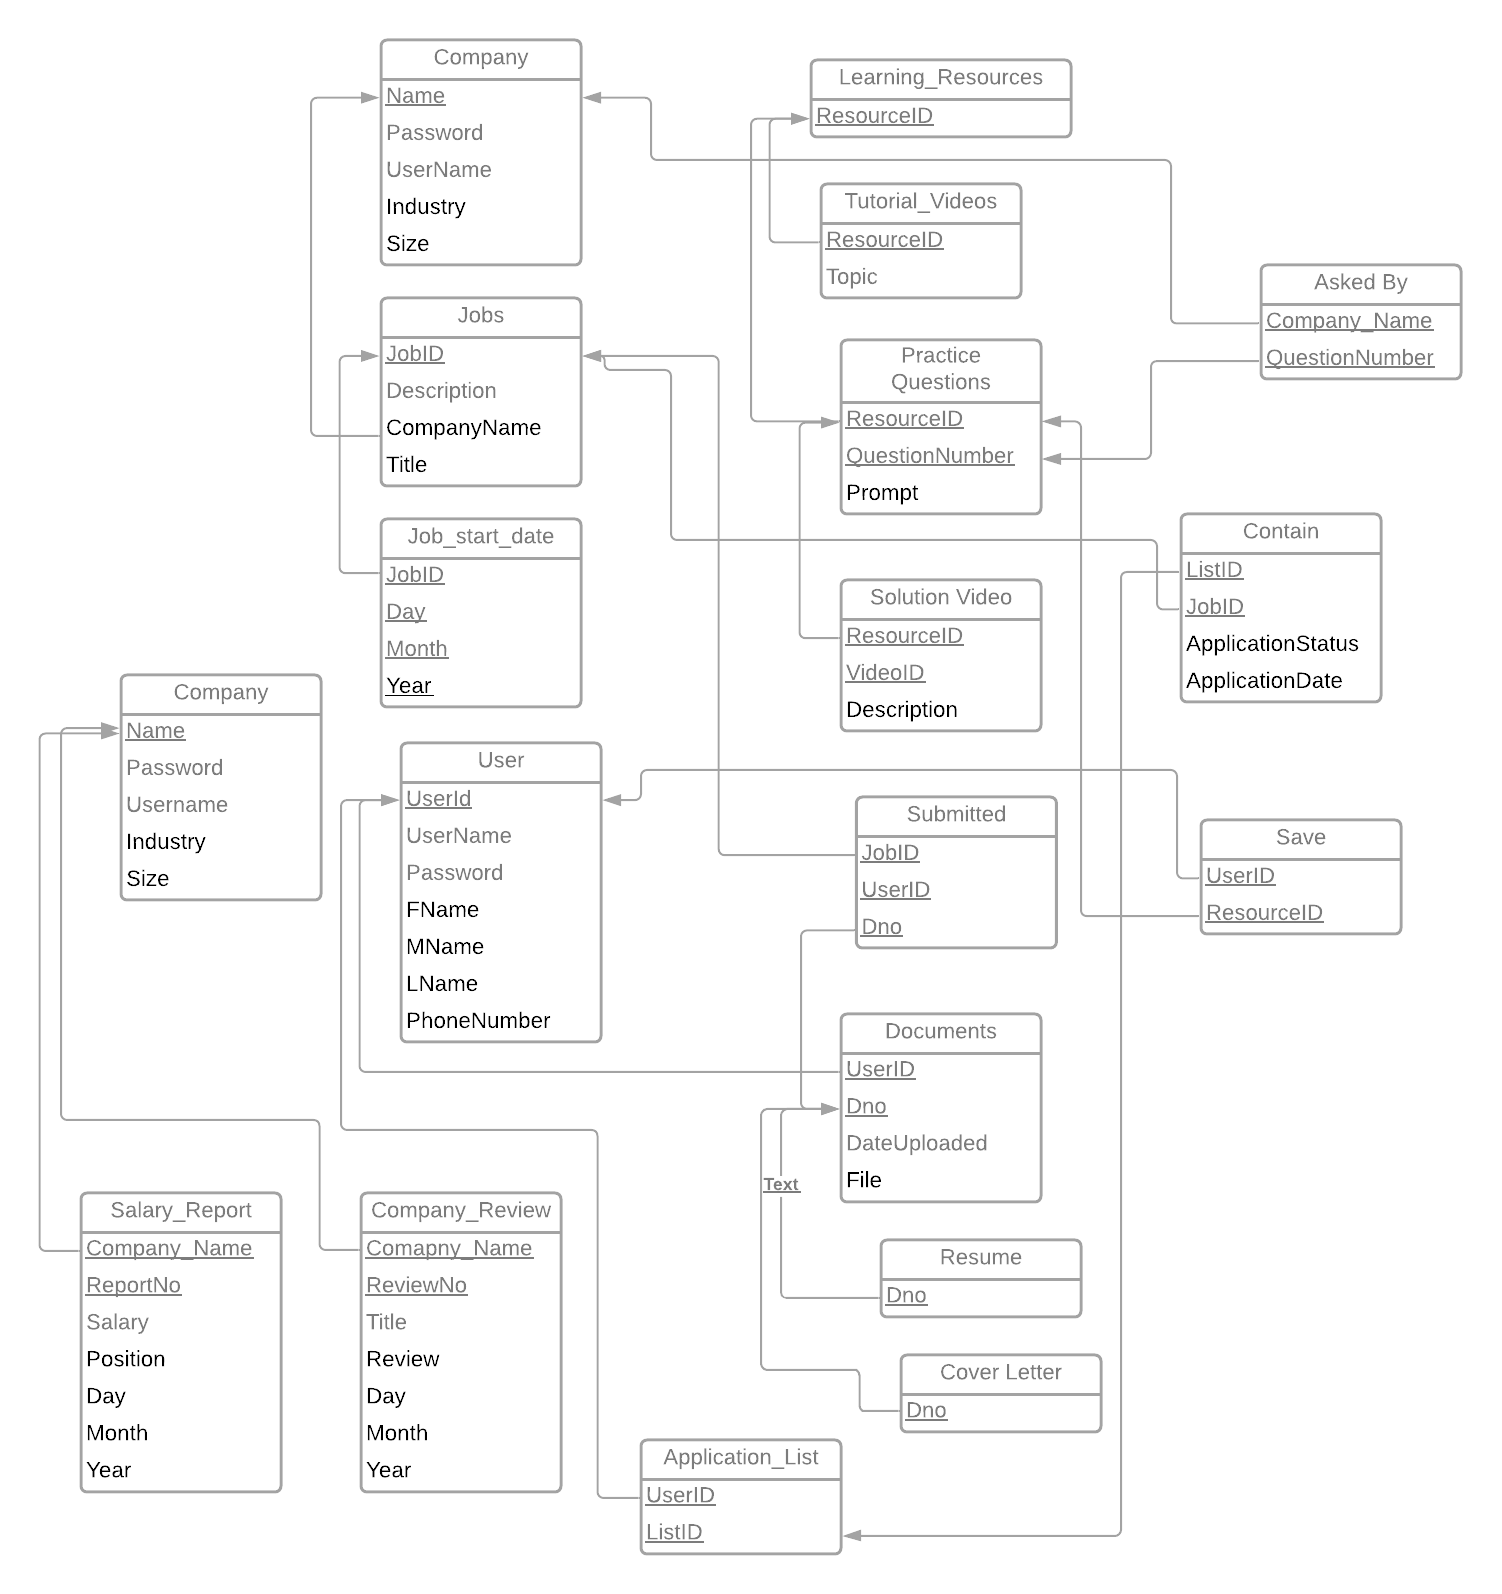 Company
Name
Password
UserName
Industry
Size
Learning_Resources
ResourceID
Tutorial_Videos
ResourceID
Topic
Asked By
Company_Name
QuestionNumber
Jobs
JobID
Description
CompanyName
Title
Practice
Questions
ResourceID
QuestionNumber
Prompt
Job_start_date
JobID
Day
Month
Year
Solution Video
ResourceID
VideoID
Description
Contain
ListID
JobID
ApplicationStatus
ApplicationDate
Company
Name
Password
Username
Industry
Size
User
UserId
UserName
Password
FName
MName
LName
PhoneNumber
Submitted
JobID
UserID
Dno
Save
UserID
ResourceID
Documents
UserID
Dno
DateUploaded
File
Text
Salary_Report
Company_Name
ReportNo
Salary
Position
Day
Month
Year
Company_Review
Comapny_Name
ReviewNo
Title
Review
Day
Month
Year
Resume
Dno
Cover Letter
Dno
Application_List
UserID
ListID